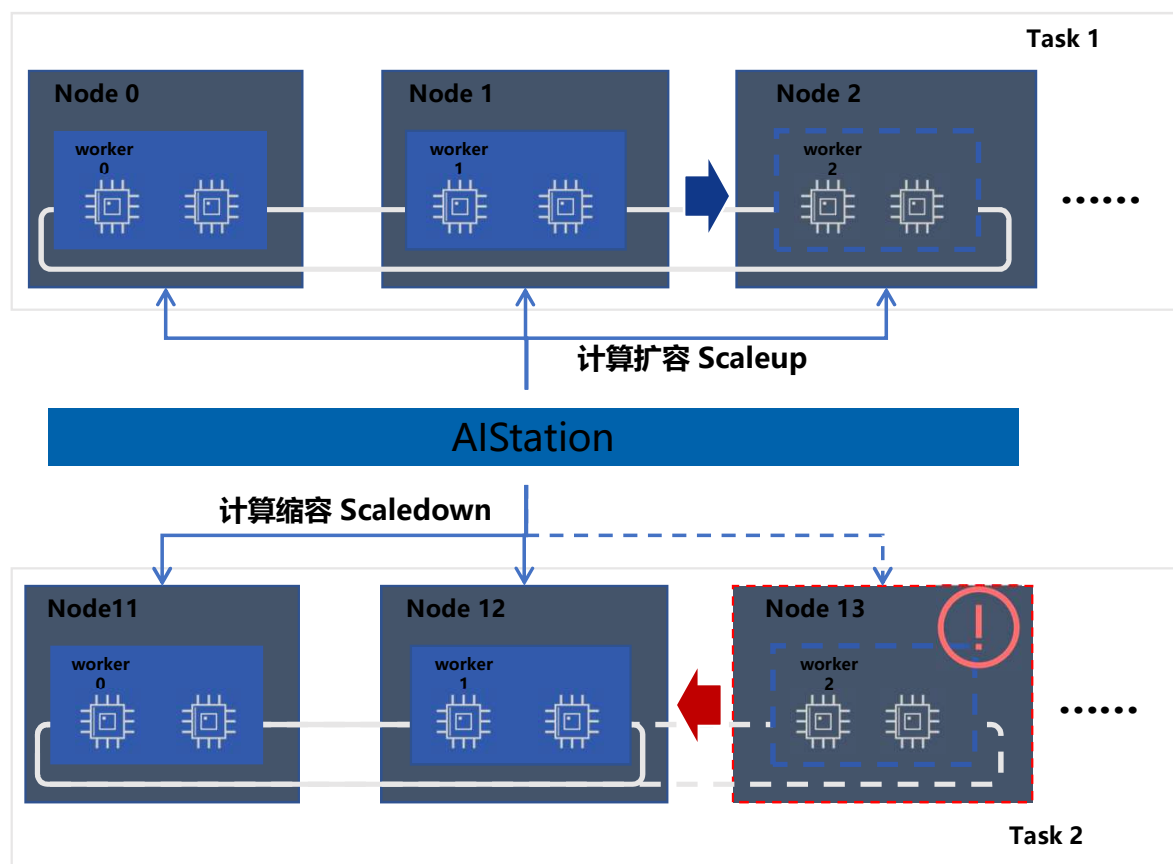 Task 1
Node 0
Node 1
Node 2
worker
0
worker
1
worker
2
······
计算扩容 Scaleup
AIStation
计算缩容 Scaledown
Node11
Node 12
Node 13
!
worker
0
worker
1
worker
2
······
Task 2